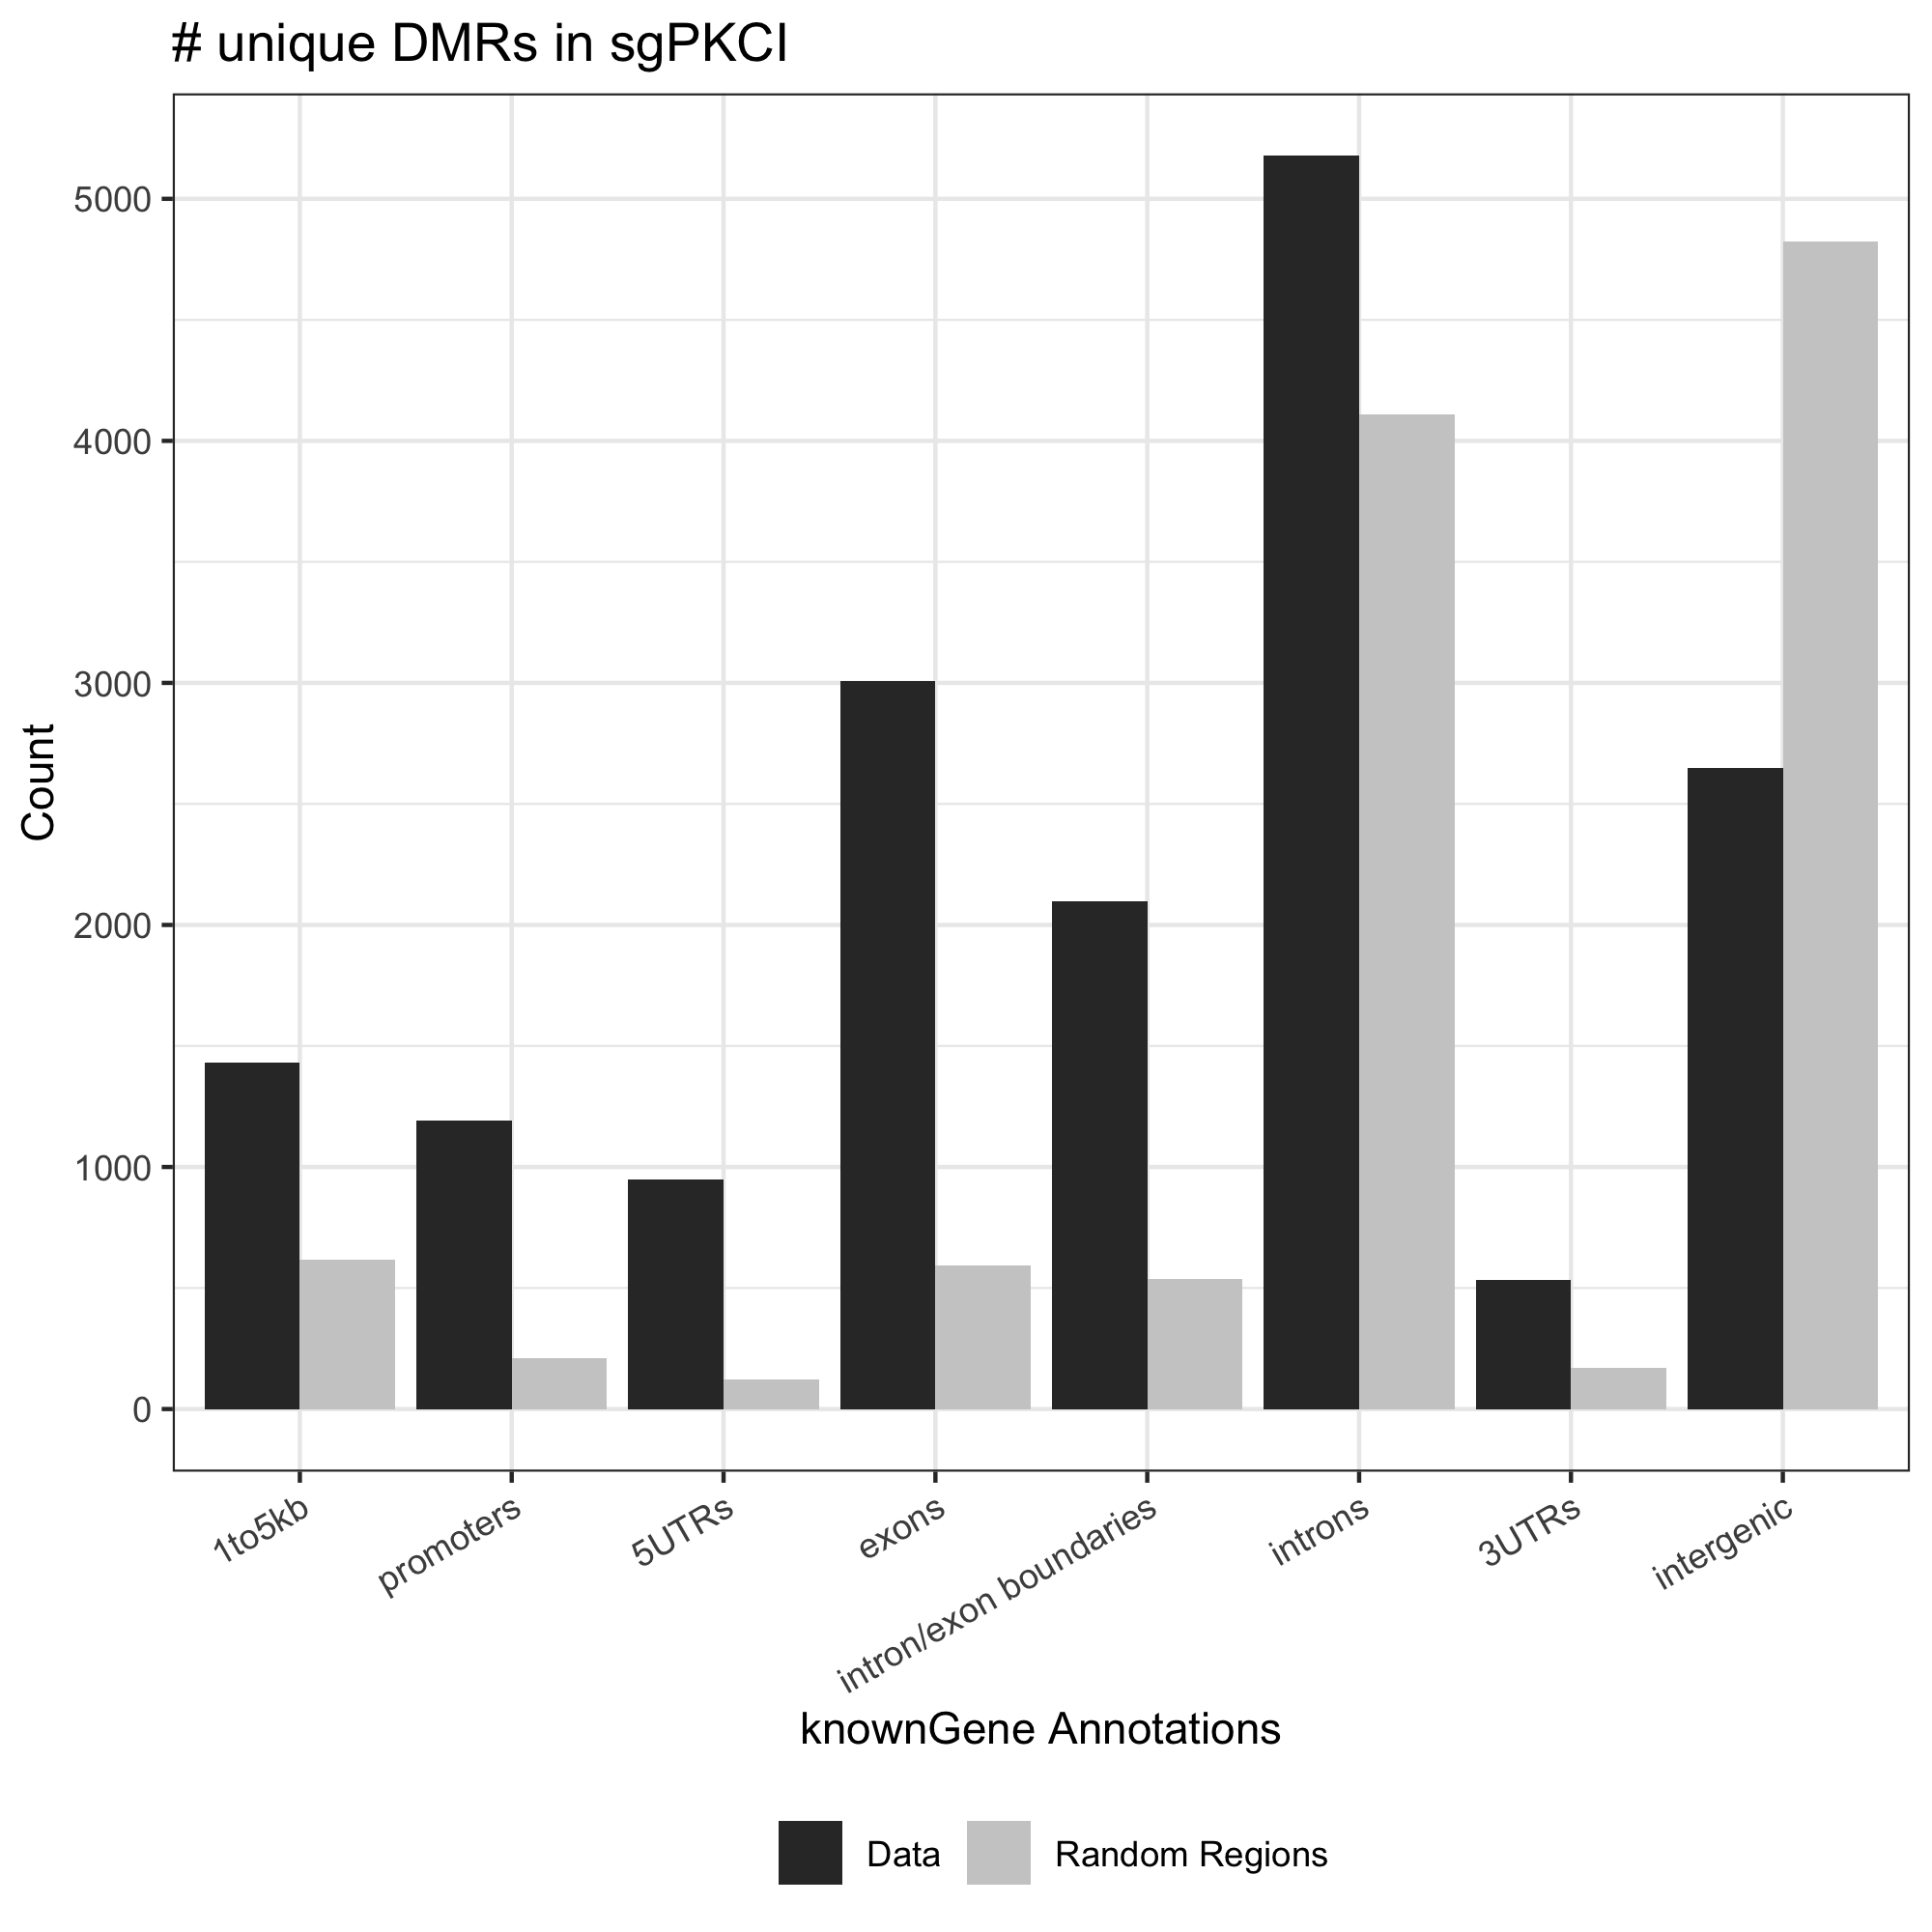 # unique DMRs in sgPKCI
Count
5000
4000
3000
2000
1000
0
1to5kb
promoters
5UTRs
exons
intron/exon boundaries
introns
3UTRs
intergenic
knownGene Annotations
Data
Random Regions